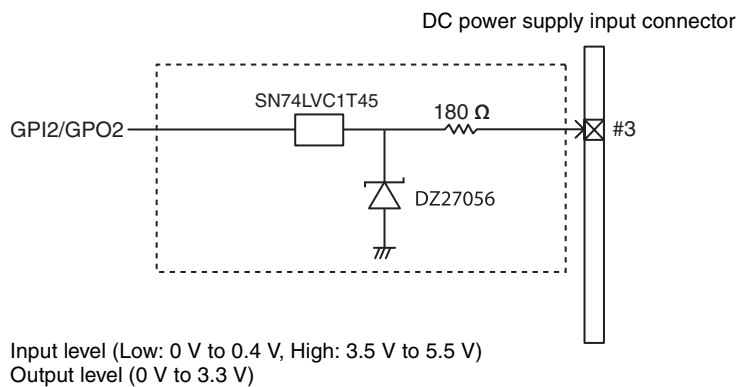 DC power supply input connector
SN74LVC1T45
180 Ω
GPI2/GPO2
#3
DZ27056
Input level (Low: 0 V to 0.4 V, High: 3.5 V to 5.5 V)
Output level (0 V to 3.3 V)